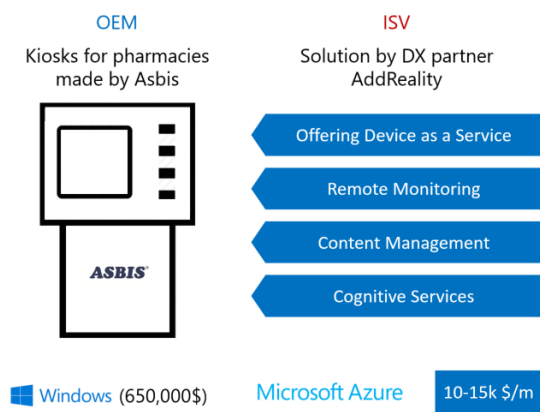 OEM
Kiosks for pharmacies
made by Asbis
ASBIS®
Windows (650,000$)
ISV
Solution by DX partner
AddReality
Offering Device as a Service
Remote Monitoring
Content Management
Cognitive Services
Microsoft Azure
10-15k $/m